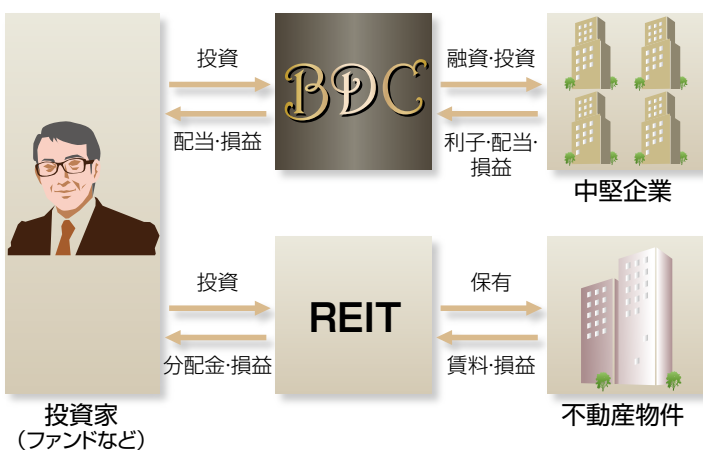 投資
BDC
融資・投資
配当・損益
利子・配当・
損益
中堅企業
投資
REIT
保有
分配金・損益
賃料・損益
投資家
(ファンドなど)
不動産物件